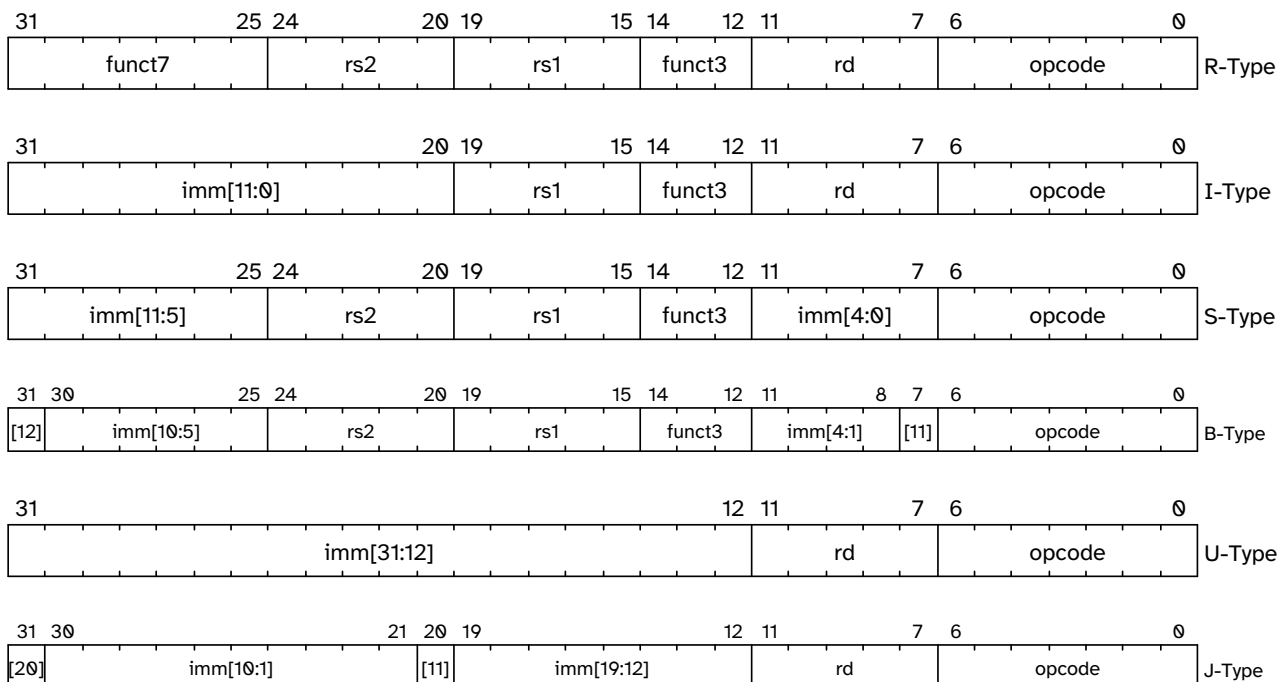 31 25 24 20 19 15 14 12 11 7 6 0
funct7 rs2 rs1 funct3 rd opcode R-Type
31 20 19 15 14 12 11 7 6 0
imm[11:0] rs1 funct3 rd opcode I-Type
31 25 24 20 19 15 14 12 11 7 6 0
imm[11:5] rs2 rs1 funct3 imm[4:0] opcode S-Type
31 30 25 24 20 19 15 14 12 11 8 7 6 0
[12] imm[10:5] rs2 rs1 funct3 imm[4:1] [11] opcode B-Type
31 12 11 7 6 0
imm[31:12] rd opcode U-Type
31 30 21 20 19 12 11 7 6 0
[20] imm[10:1] [11] imm[19:12] rd opcode J-Type